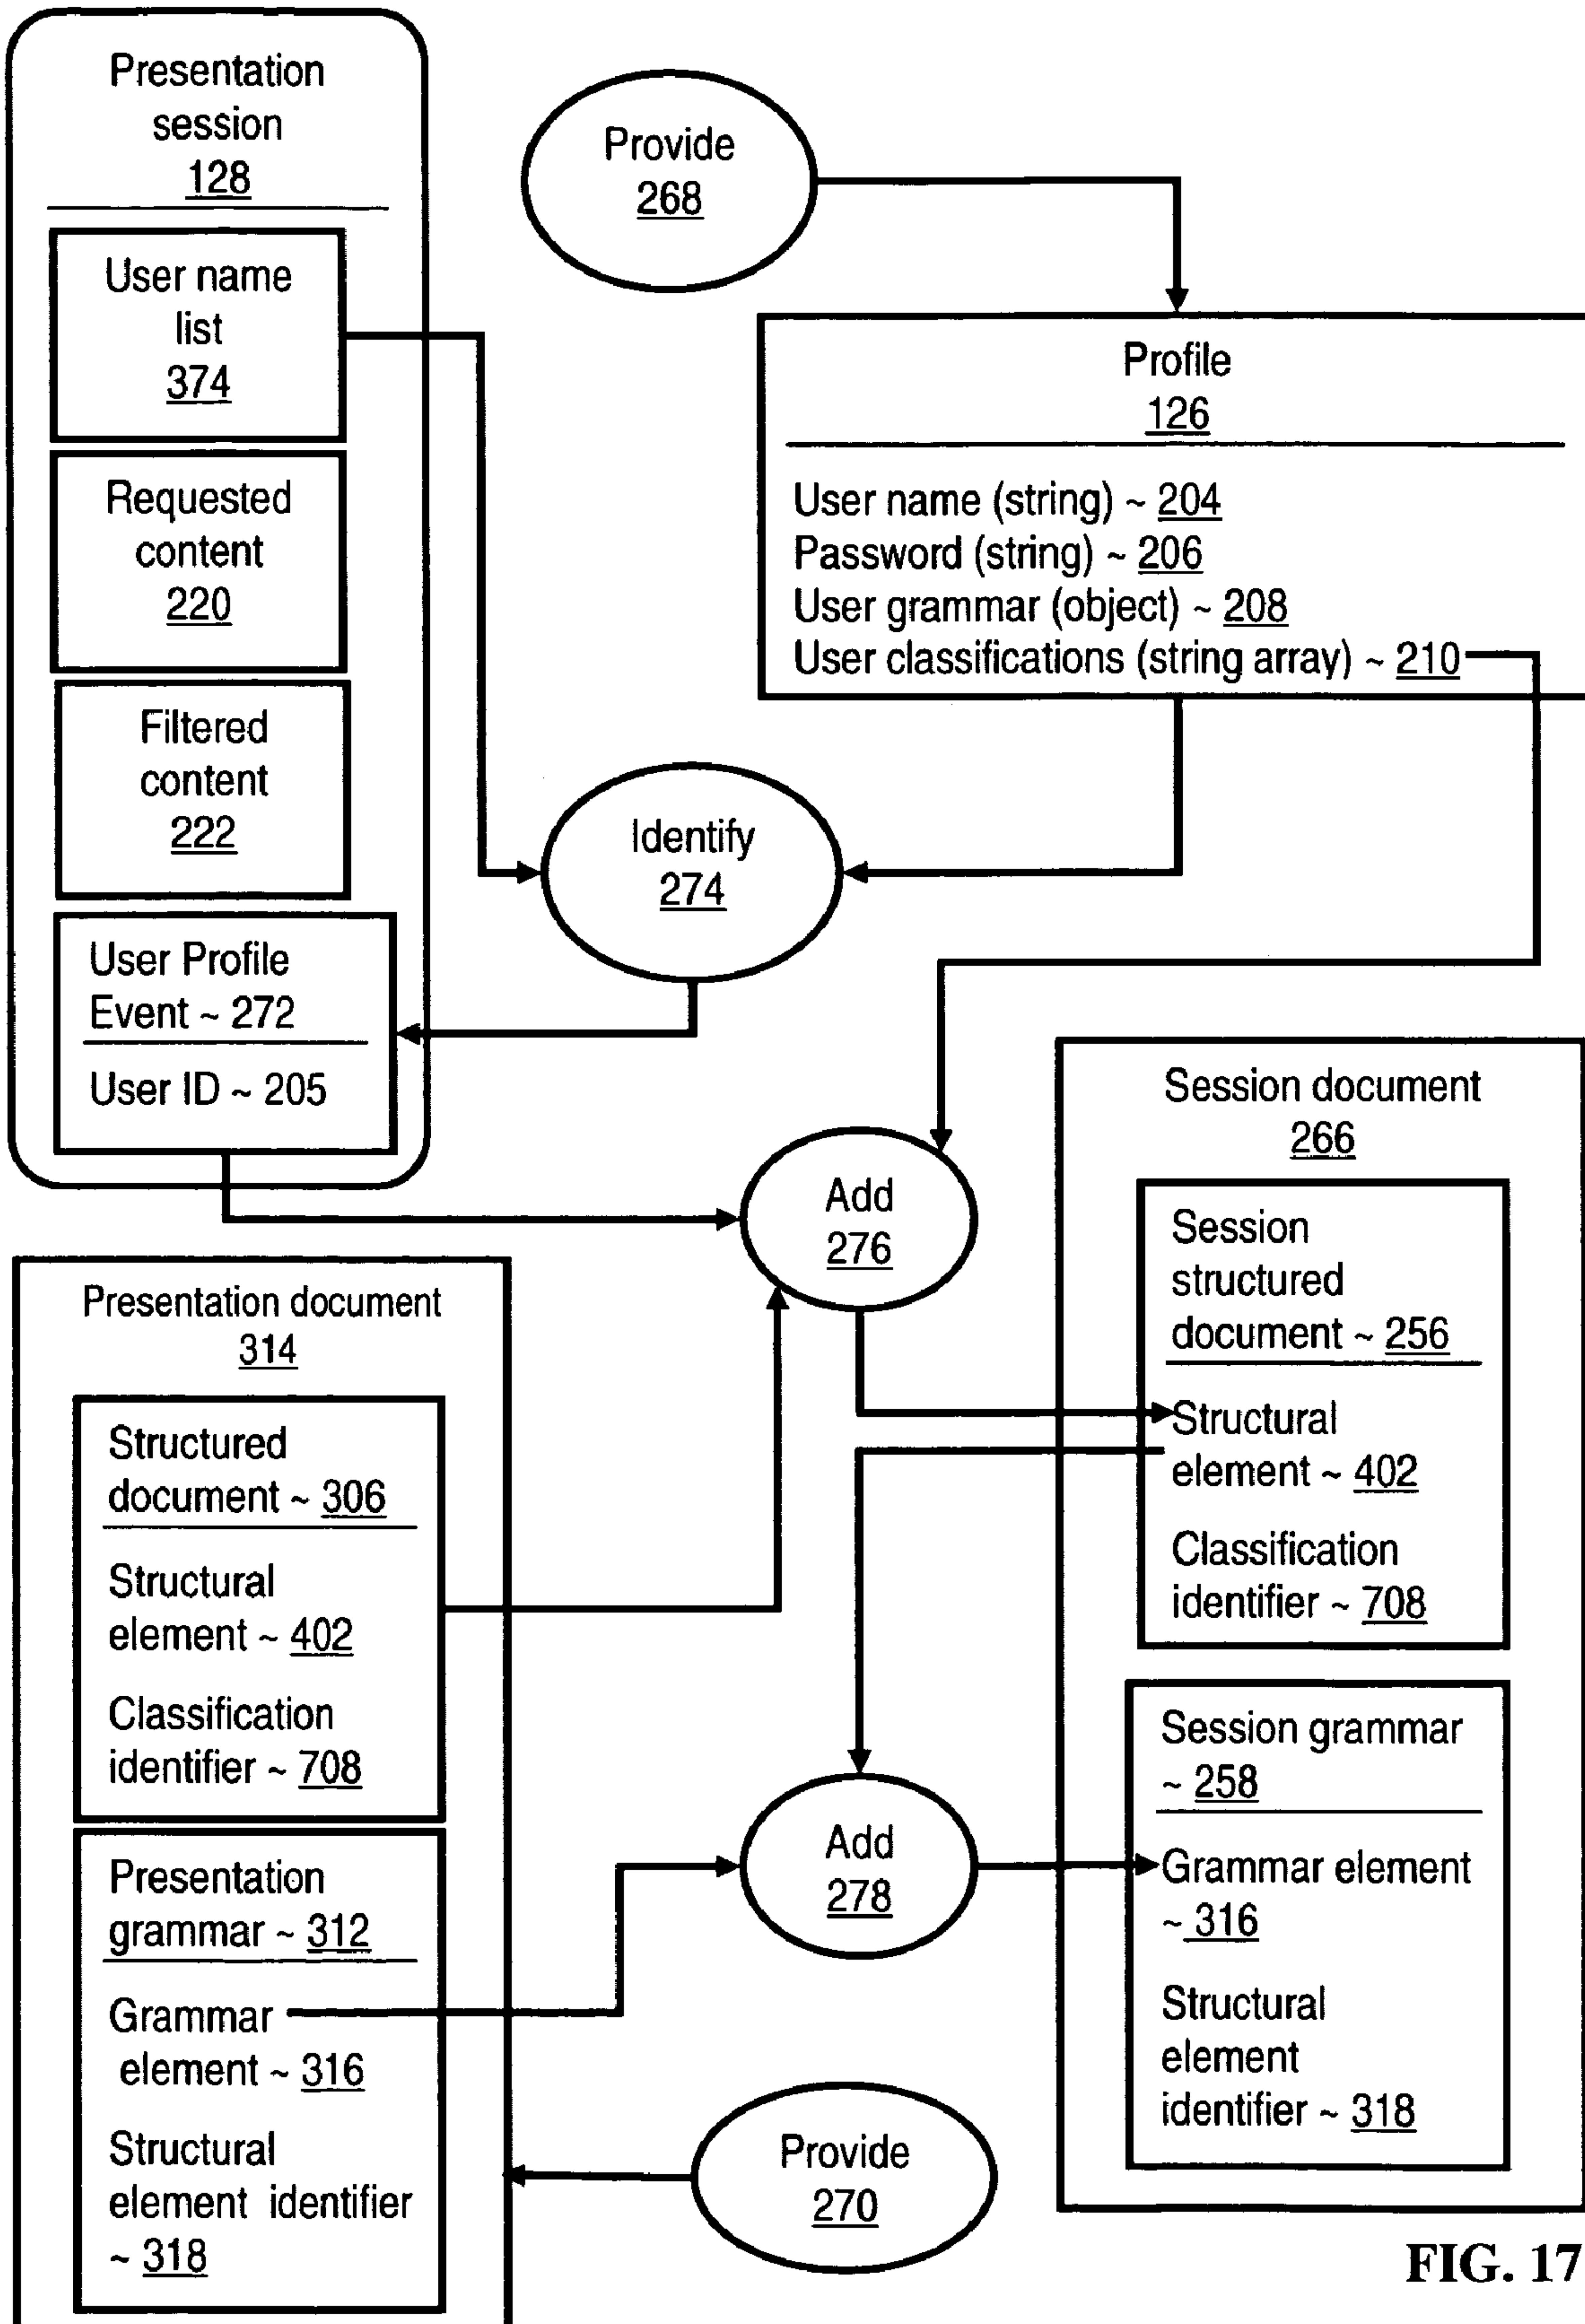 Presentation
session
128
User name
list
374
Requested
content
220
Filtered
content
222
User Profile
Event ~ 272
User ID ~ 205
Provide
268
Profile
126
User name (string) ~ 204
Password (string) ~ 206
User grammar (object) ~ 208
User classifications (string array) ~ 210
Identify
274
Add
276
Session document
266
Session
structured
document ~ 256
Structural
element ~ 402
Classification
identifier ~ 708
Session grammar
~ 258
Grammar element
~ 316
Structural
element
identifier ~ 318
Presentation document
314
Structured
document ~ 306
Structural
element ~ 402
Classification
identifier ~ 708
Presentation
grammar ~ 312
Grammar
element ~ 316
Structural
element identifier
~ 318
Add
278
Provide
270
FIG. 17